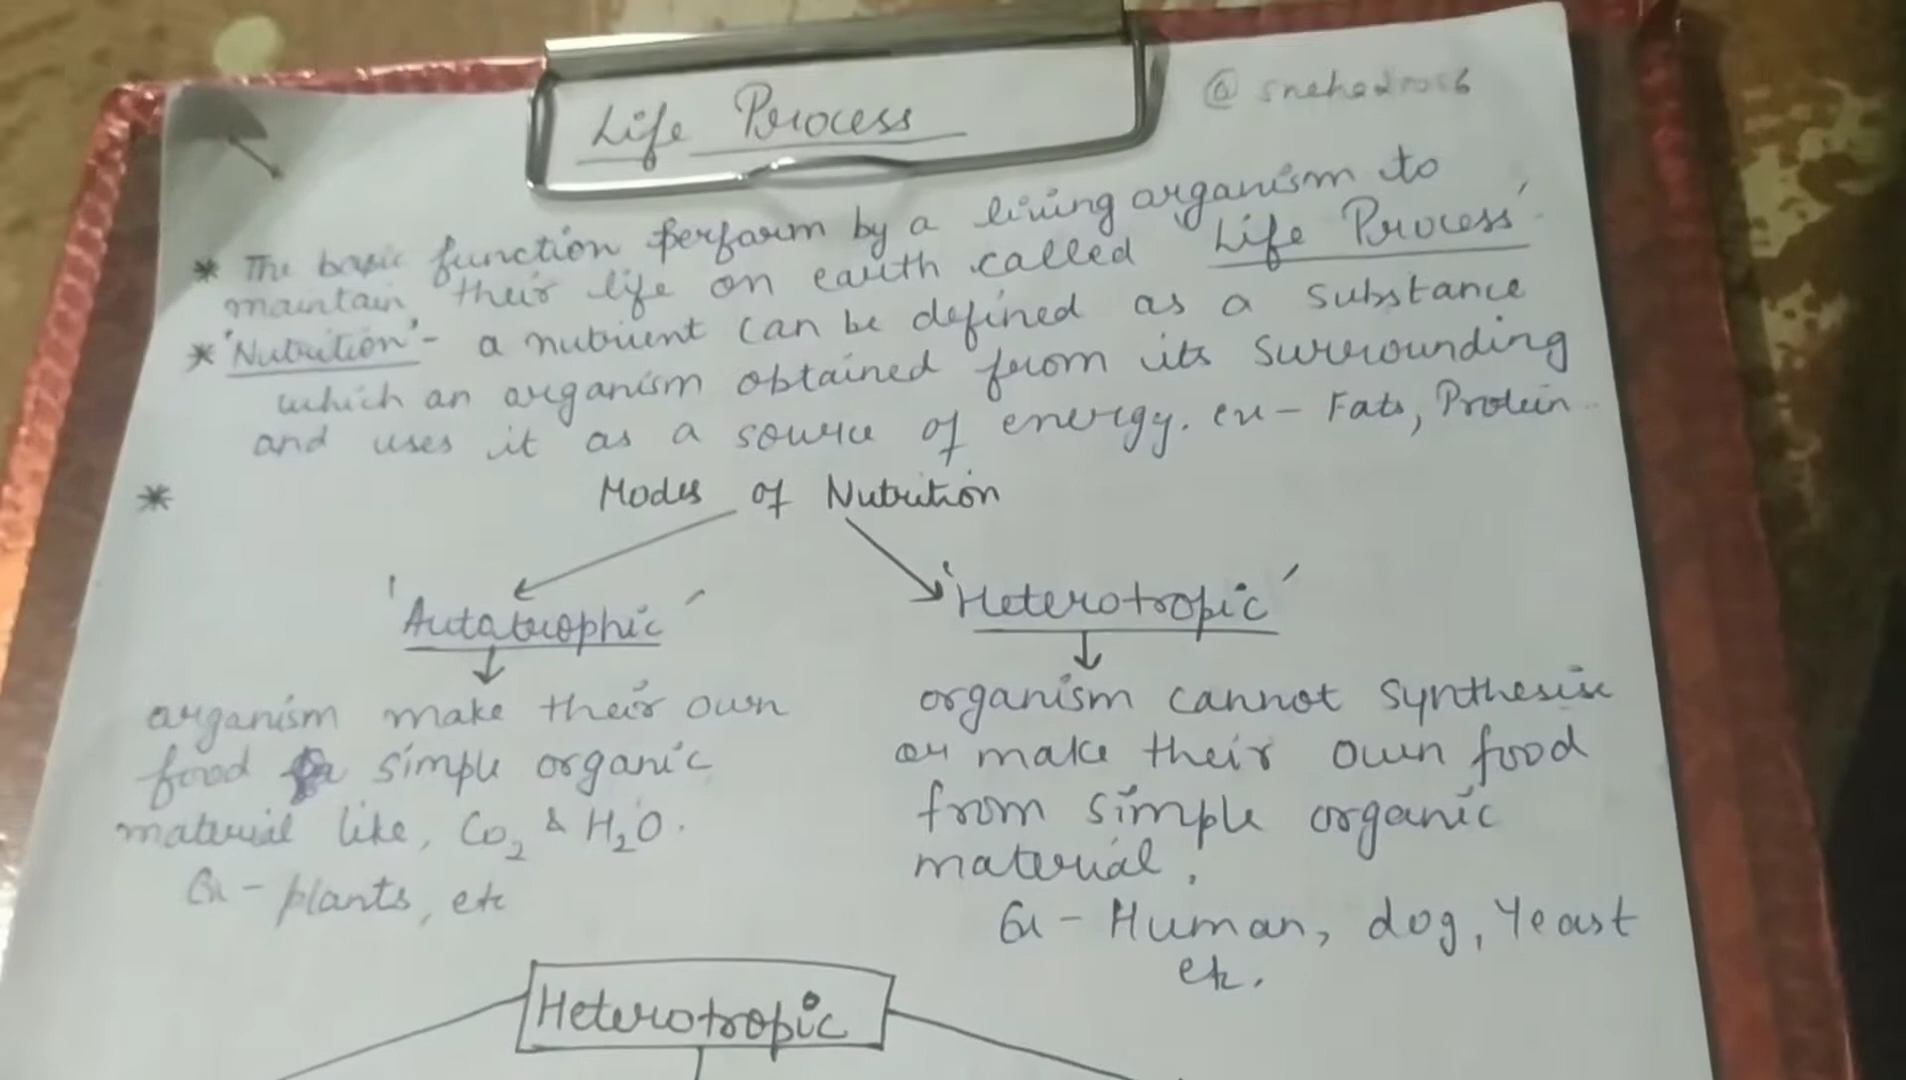 Life Process
* The basic function perform by a living organism to
maintain their life on earth called 'Life Process'.
* 'Nutrition' - a nutrient can be defined as a substance
which an organism obtained from its surrounding
and uses it as a source of energy. ex - Fats, Protein
* Modes of Nutrition
'Autotrophic'
'Heterotropic'
organism make their own
food simple organic
material like, Co₂ & H₂O.
Ex - plants, etc
organism cannot synthesise
or make their own food
from simple organic
material.
Ex - Human, dog, Yeast
etc.
Heterotropic